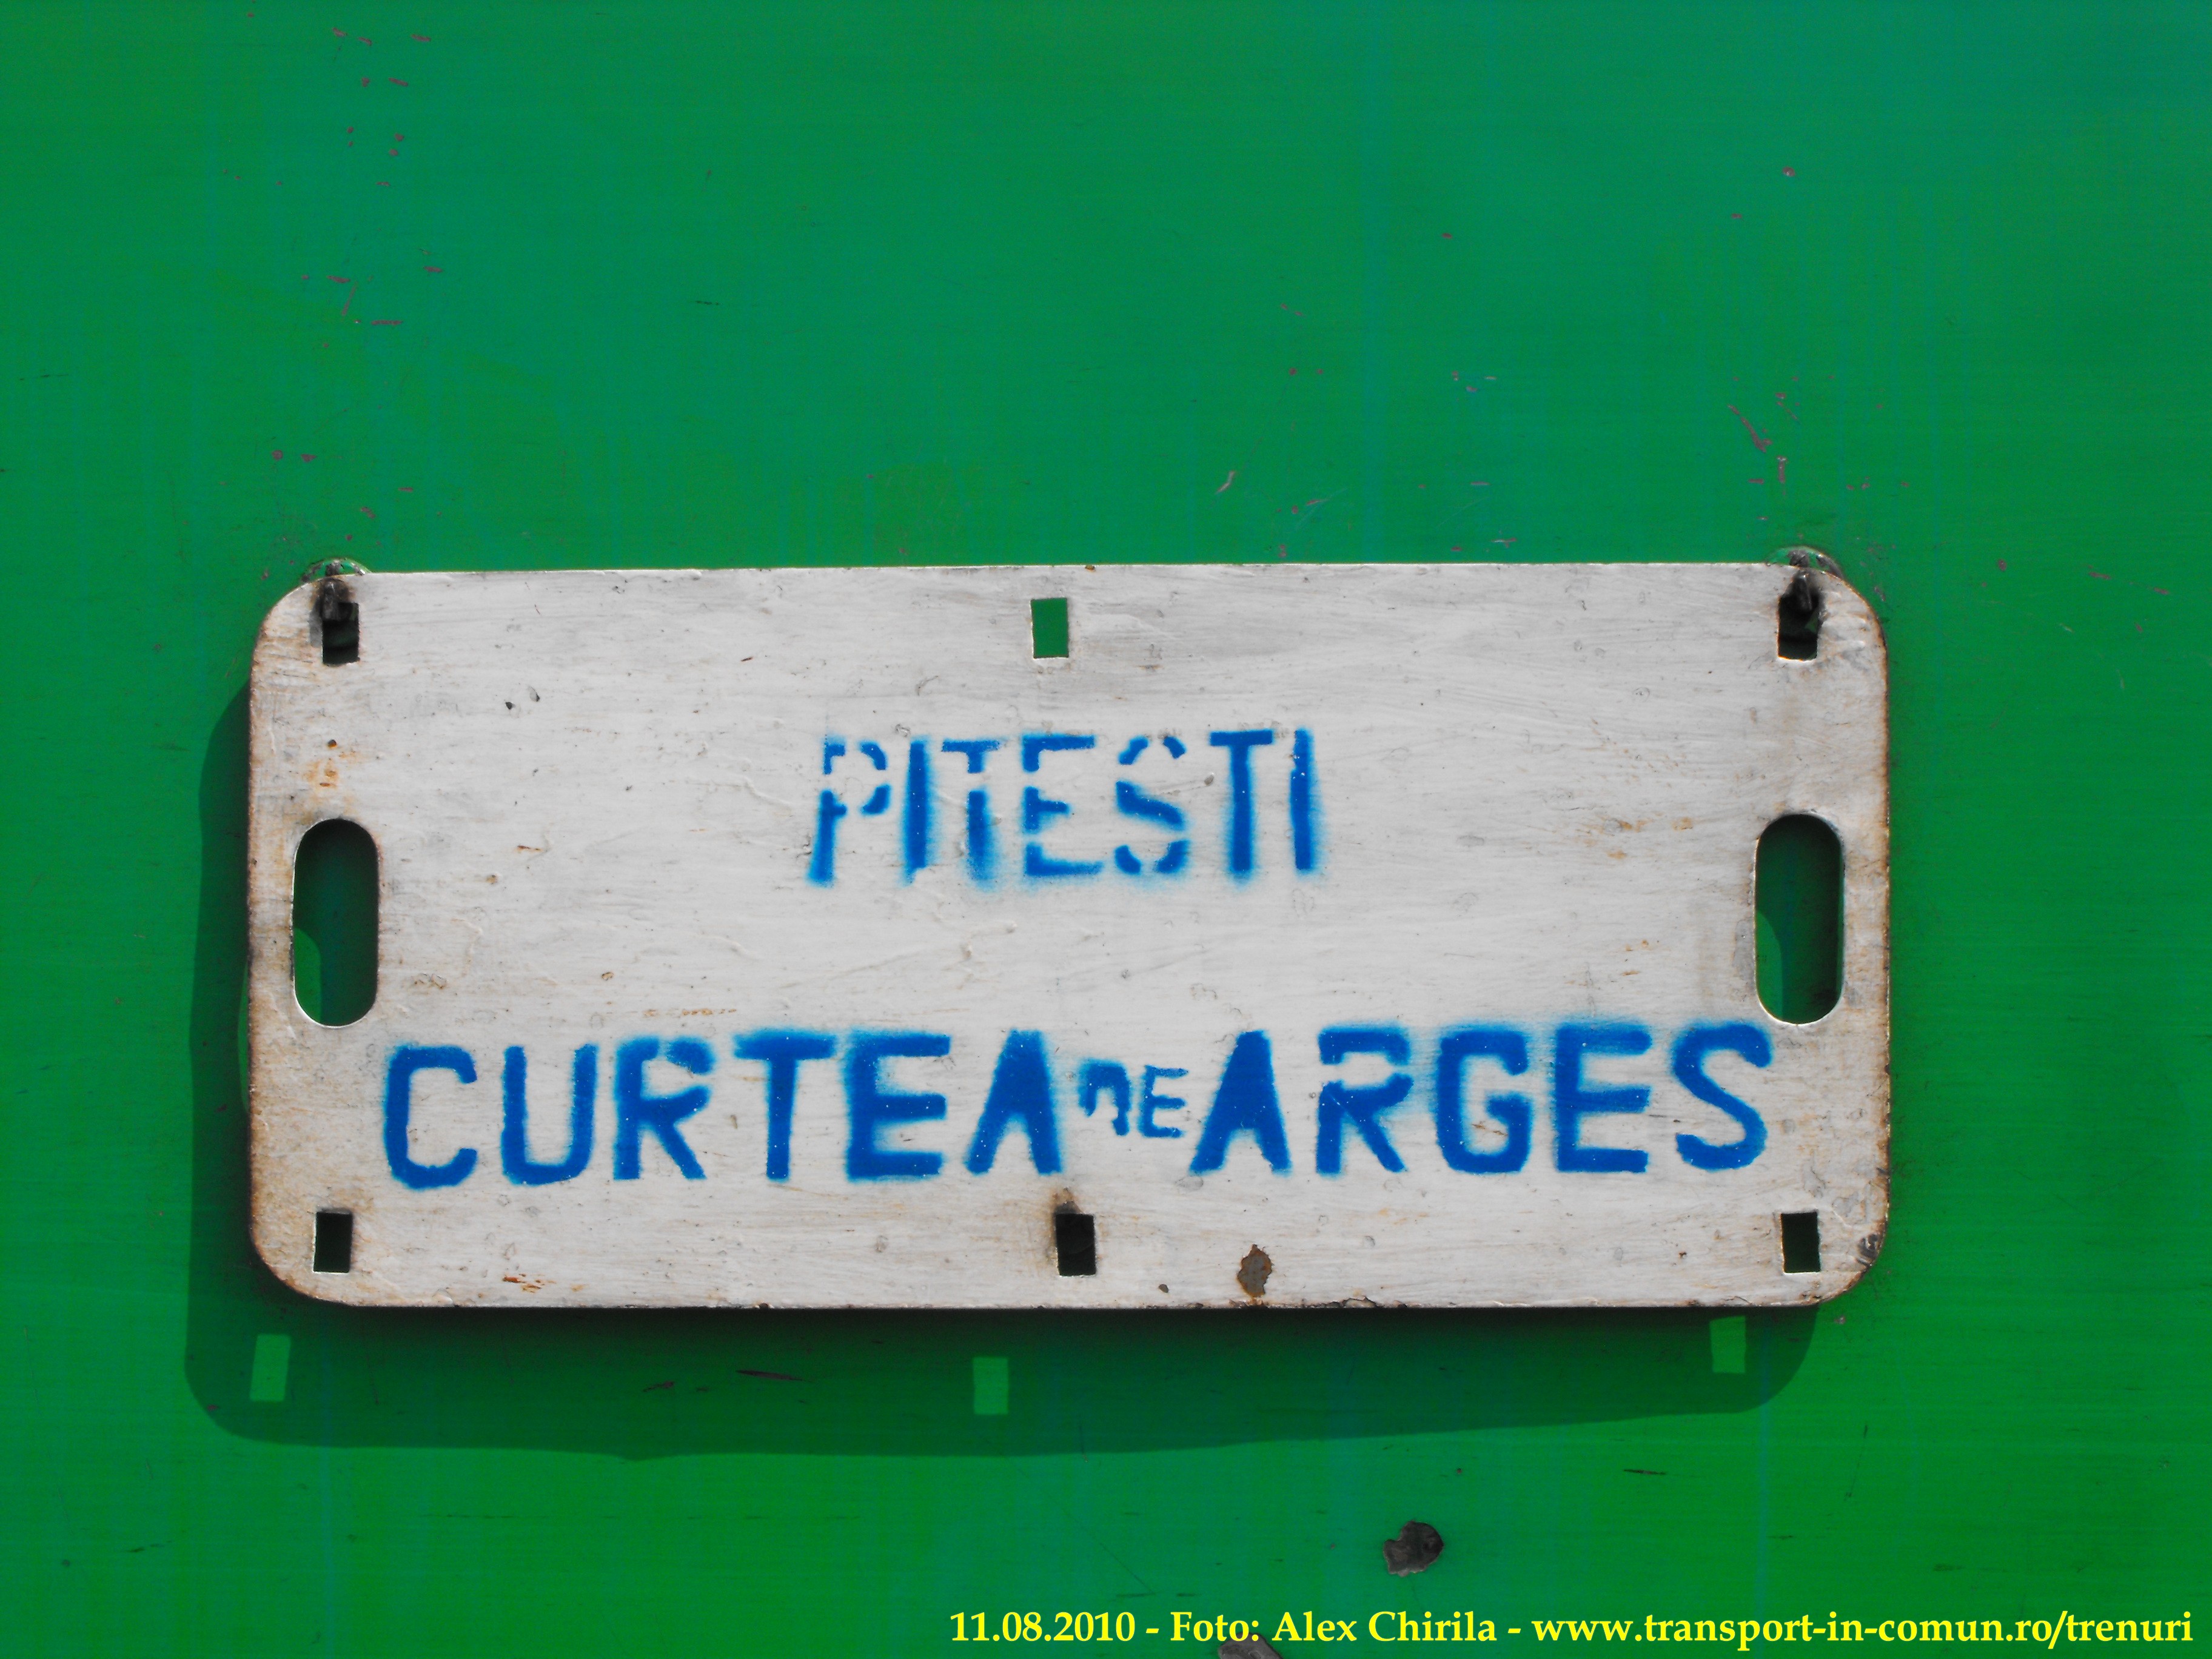 PITESTI
CURTEA DE ARGES
11.08.2010 - Foto: Alex Chirila - www.transport-in-comun.ro/trenuri